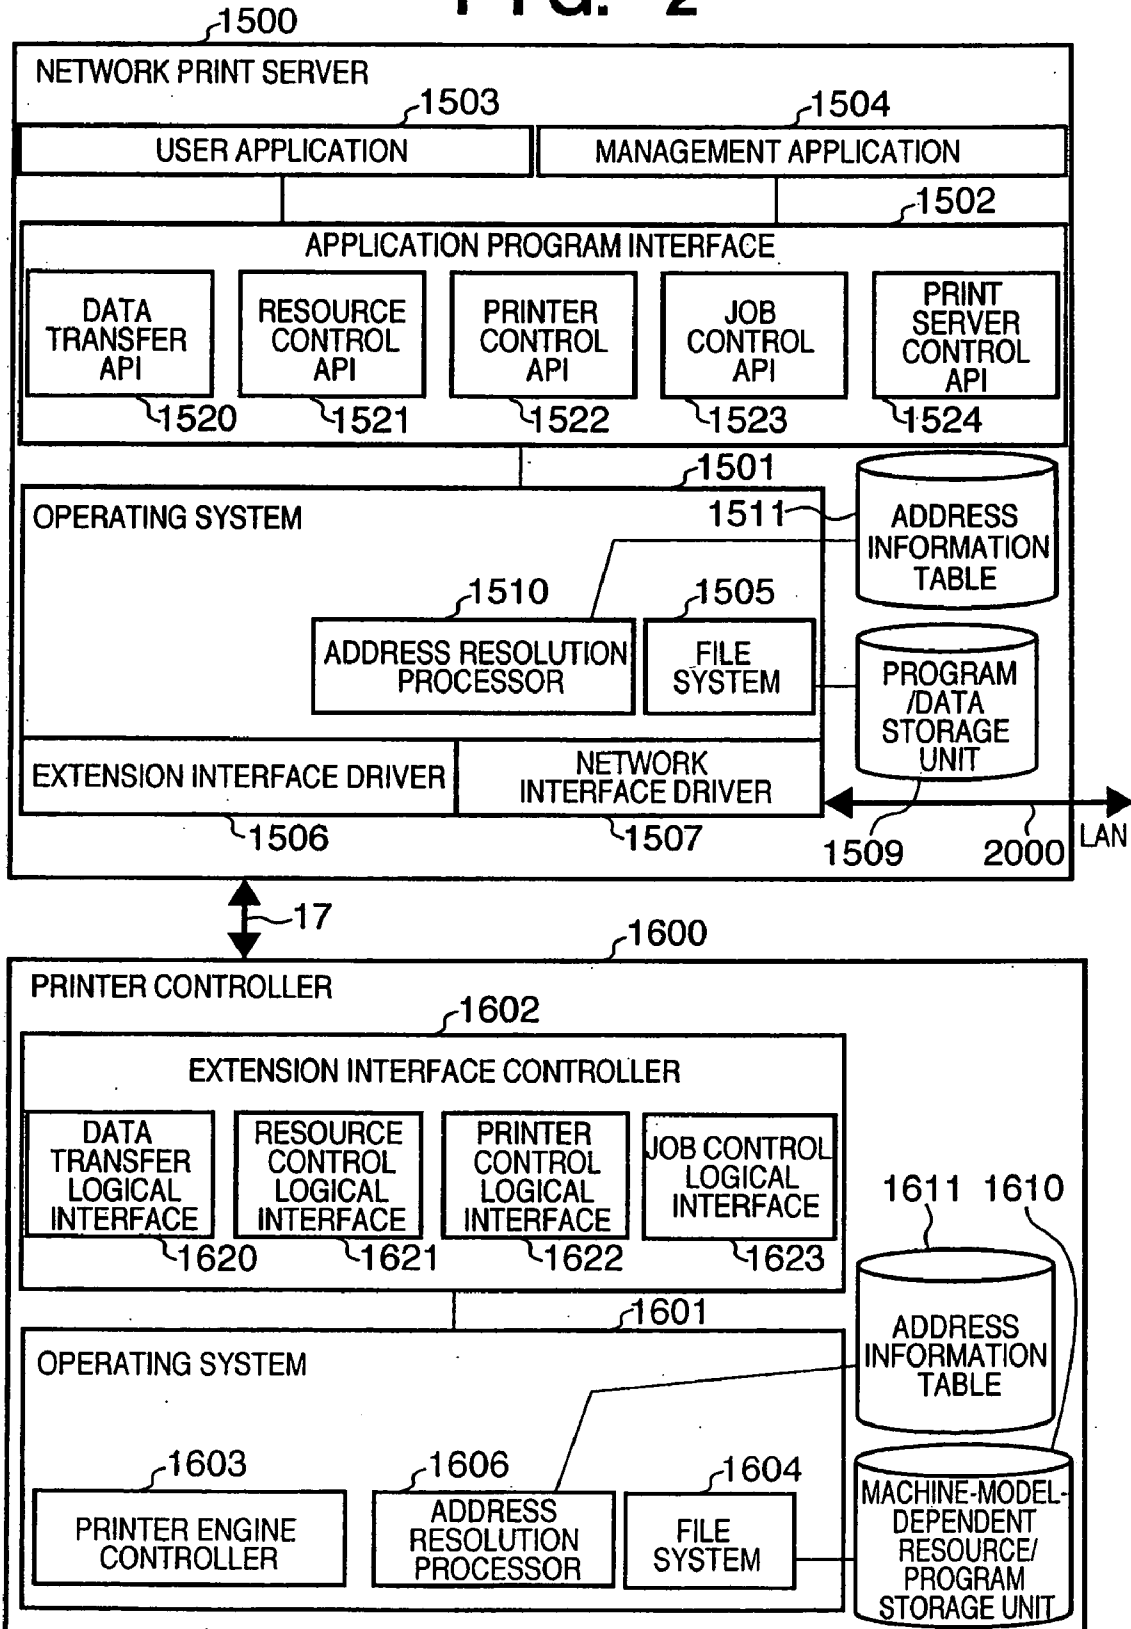 FIG. 2
1500
NETWORK PRINT SERVER
1503
1504
USER APPLICATION
MANAGEMENT APPLICATION
1502
APPLICATION PROGRAM INTERFACE
DATA
TRANSFER
API
RESOURCE
CONTROL
API
PRINTER
CONTROL
API
JOB
CONTROL
API
PRINT
SERVER
CONTROL
API
1520
1521
1522
1523
1524
1501
OPERATING SYSTEM
1511
ADDRESS
INFORMATION
TABLE
1510
1505
ADDRESS RESOLUTION
PROCESSOR
FILE
SYSTEM
PROGRAM
/DATA
STORAGE
UNIT
EXTENSION INTERFACE DRIVER
NETWORK
INTERFACE DRIVER
1506
1507
1509
2000
LAN
17
1600
PRINTER CONTROLLER
1602
EXTENSION INTERFACE CONTROLLER
DATA
TRANSFER
LOGICAL
INTERFACE
RESOURCE
CONTROL
LOGICAL
INTERFACE
PRINTER
CONTROL
LOGICAL
INTERFACE
JOB CONTROL
LOGICAL
INTERFACE
1611
1610
1620
1621
1622
1623
1601
OPERATING SYSTEM
ADDRESS
INFORMATION
TABLE
1603
1606
1604
PRINTER ENGINE
CONTROLLER
ADDRESS
RESOLUTION
PROCESSOR
FILE
SYSTEM
MACHINE-MODEL-
DEPENDENT
RESOURCE/
PROGRAM
STORAGE UNIT